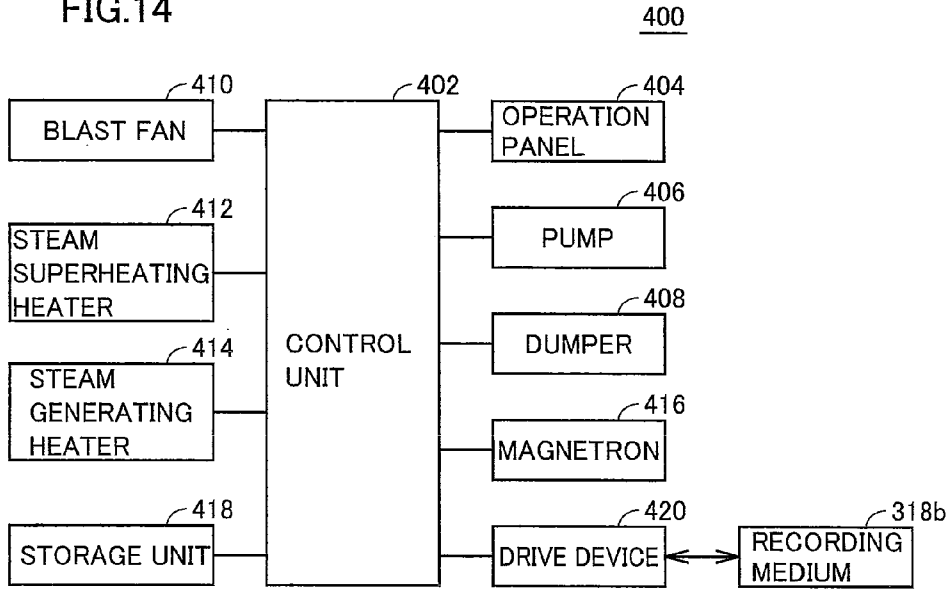 FIG.14
400
410
BLAST FAN
412
STEAM
SUPERHEATING
HEATER
414
STEAM
GENERATING
HEATER
418
STORAGE UNIT
402
CONTROL
UNIT
404
OPERATION
PANEL
406
PUMP
408
DUMPER
416
MAGNETRON
420
DRIVE DEVICE
318b
RECORDING
MEDIUM